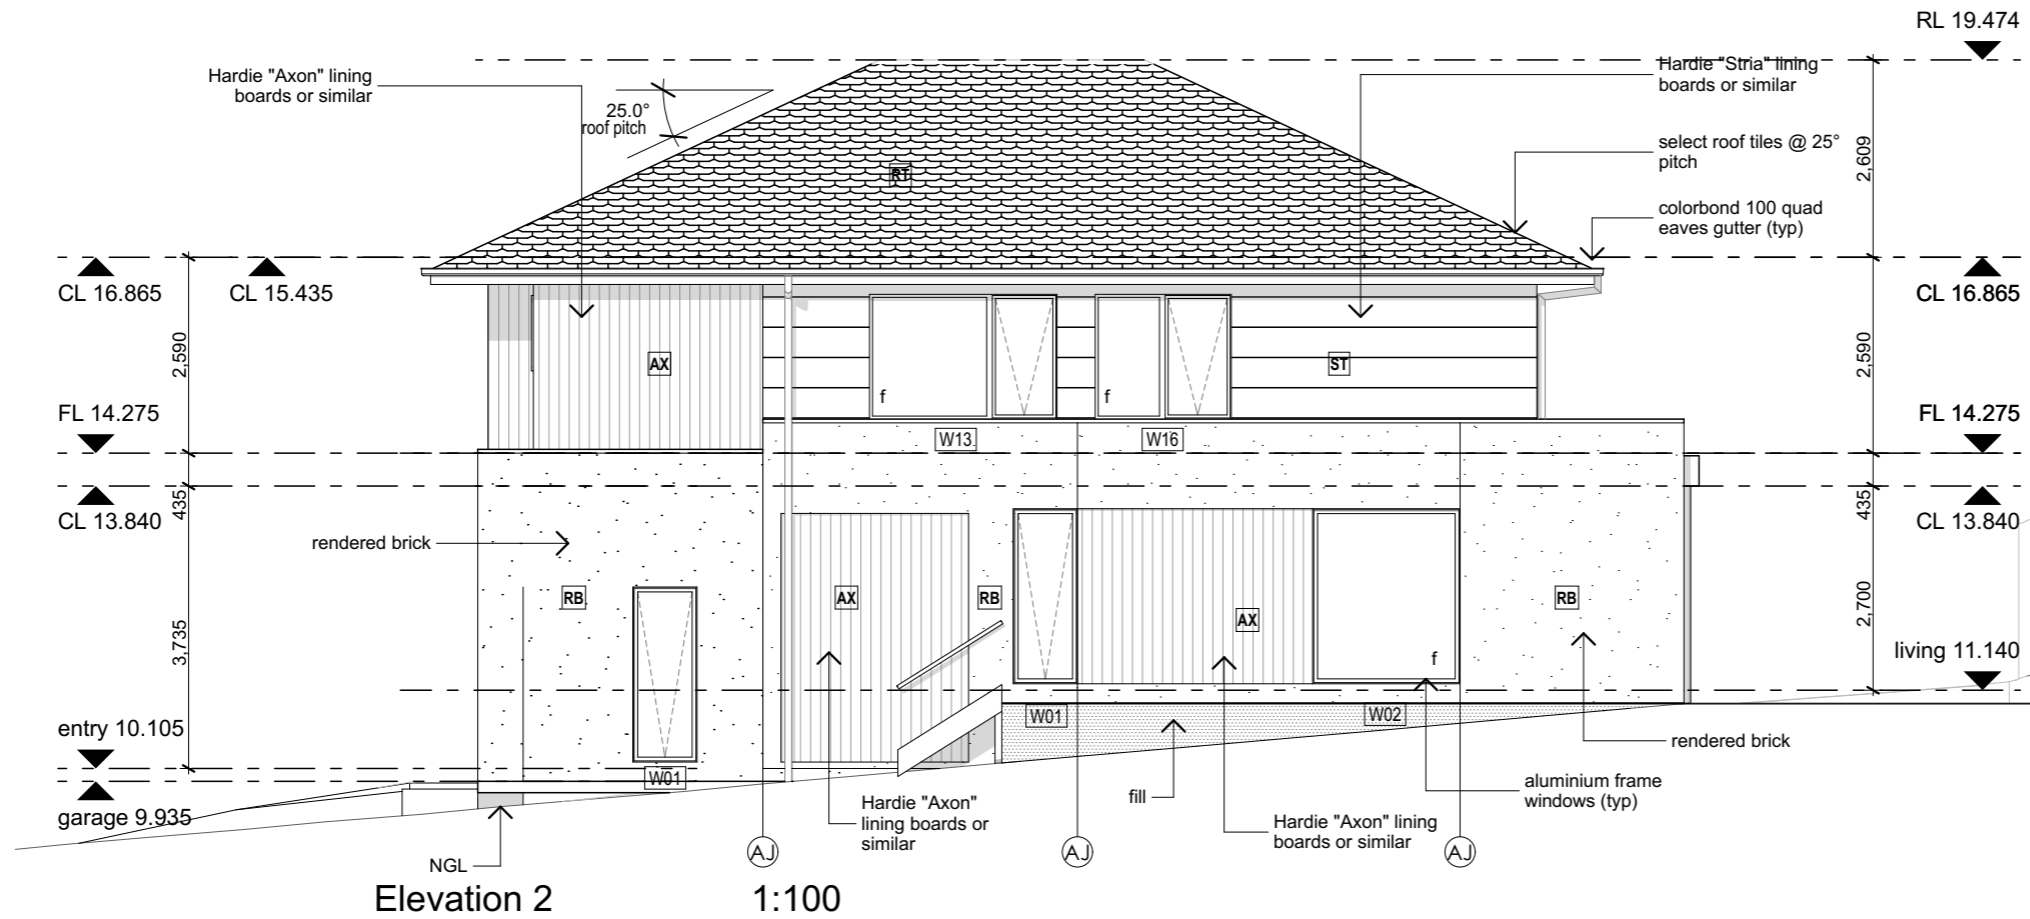 RL 19.474
Hardie "Axon" lining
boards or similar
25.0°
roof pitch
Hardie "Stria" lining
boards or similar
select roof tiles @ 25°
pitch
colorbond 100 quad
eaves gutter (typ)
2,609
RT
CL 16.865
CL 15.435
CL 16.865
2,590
2,590
AX
ST
f
f
FL 14.275
FL 14.275
W13
W16
435
435
CL 13.840
CL 13.840
rendered brick
RB
AX
RB
AX
RB
3,735
2,700
f
living 11.140
entry 10.105
W01
W01
W02
rendered brick
garage 9.935
fill
aluminium frame
windows (typ)
Hardie "Axon"
lining boards or
similar
Hardie "Axon" lining
boards or similar
NGL
AJ
AJ
AJ
Elevation 2
1:100